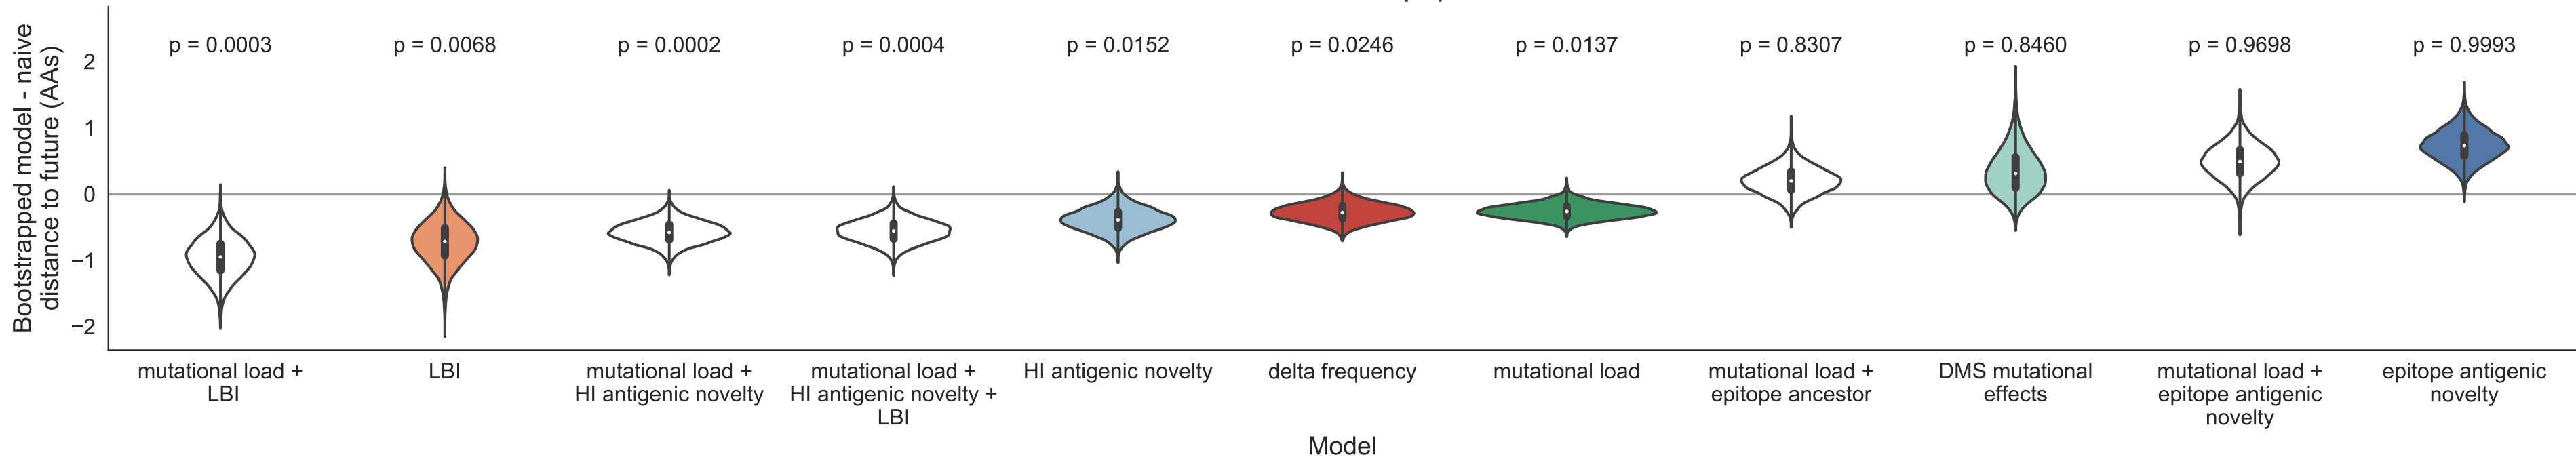 Bootstrapped model - naive
distance to future (AAs)
2
1
0
−1
−2
p = 0.0003
p = 0.0068
p = 0.0002
p = 0.0004
p = 0.0152
p = 0.0246
p = 0.0137
p = 0.8307
p = 0.8460
p = 0.9698
p = 0.9993
mutational load +
LBI
LBI
mutational load +
HI antigenic novelty
mutational load +
HI antigenic novelty +
LBI
HI antigenic novelty
delta frequency
mutational load
mutational load +
epitope ancestor
DMS mutational
effects
mutational load +
epitope antigenic
novelty
epitope antigenic
novelty
Model